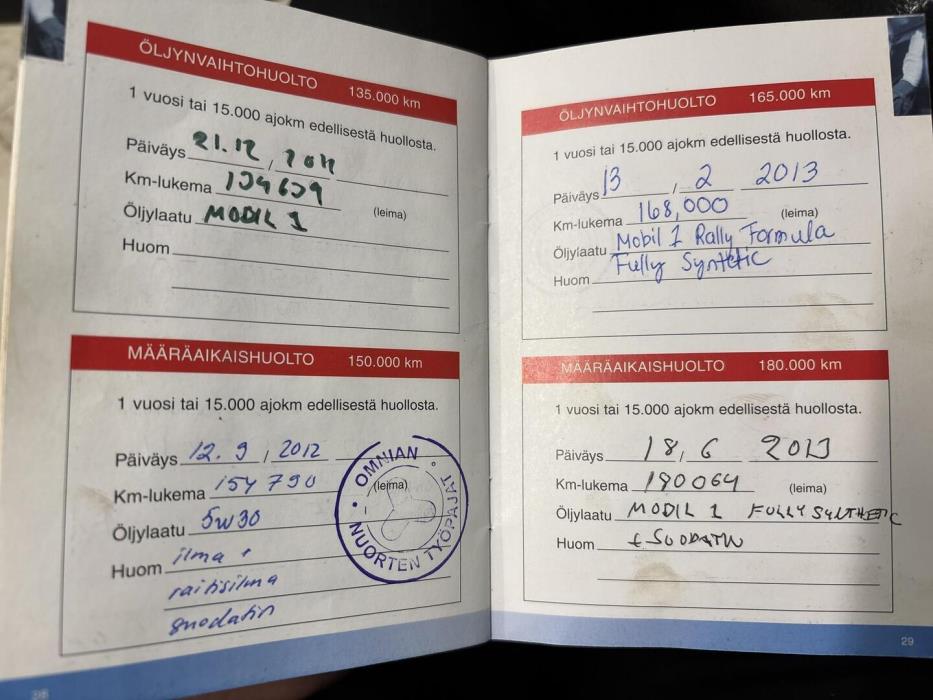 ÖLJYNVAIHTOHUOLTO 135.000 km
1 vuosi tai 15.000 ajokm edellisestä huollosta.
Päiväys 21.12 / 2011
Km-lukema 134679
(leima)
Öljylaatu MOBIL 1
Huom
MÄÄRÄAIKAISHUOLTO 150.000 km
1 vuosi tai 15.000 ajokm edellisestä huollosta.
Päiväys 12. 9 / 2012
Km-lukema 154 790
(leima)
Öljylaatu 5W30
Huom ilma +
raitisilma
suodatin
OMNIAN
NUORTEN TYÖPAJAT
ÖLJYNVAIHTOHUOLTO 165.000 km
1 vuosi tai 15.000 ajokm edellisestä huollosta.
Päiväys 13 / 2 2013
Km-lukema 168,000
(leima)
Öljylaatu Mobil 1 Rally Formula
Huom Fully Syntetic
MÄÄRÄAIKAISHUOLTO 180.000 km
1 vuosi tai 15.000 ajokm edellisestä huollosta.
Päiväys 18, 6 2013
Km-lukema 180064
(leima)
Öljylaatu MOBIL 1 FULLY SYNTHETIC
Huom
29